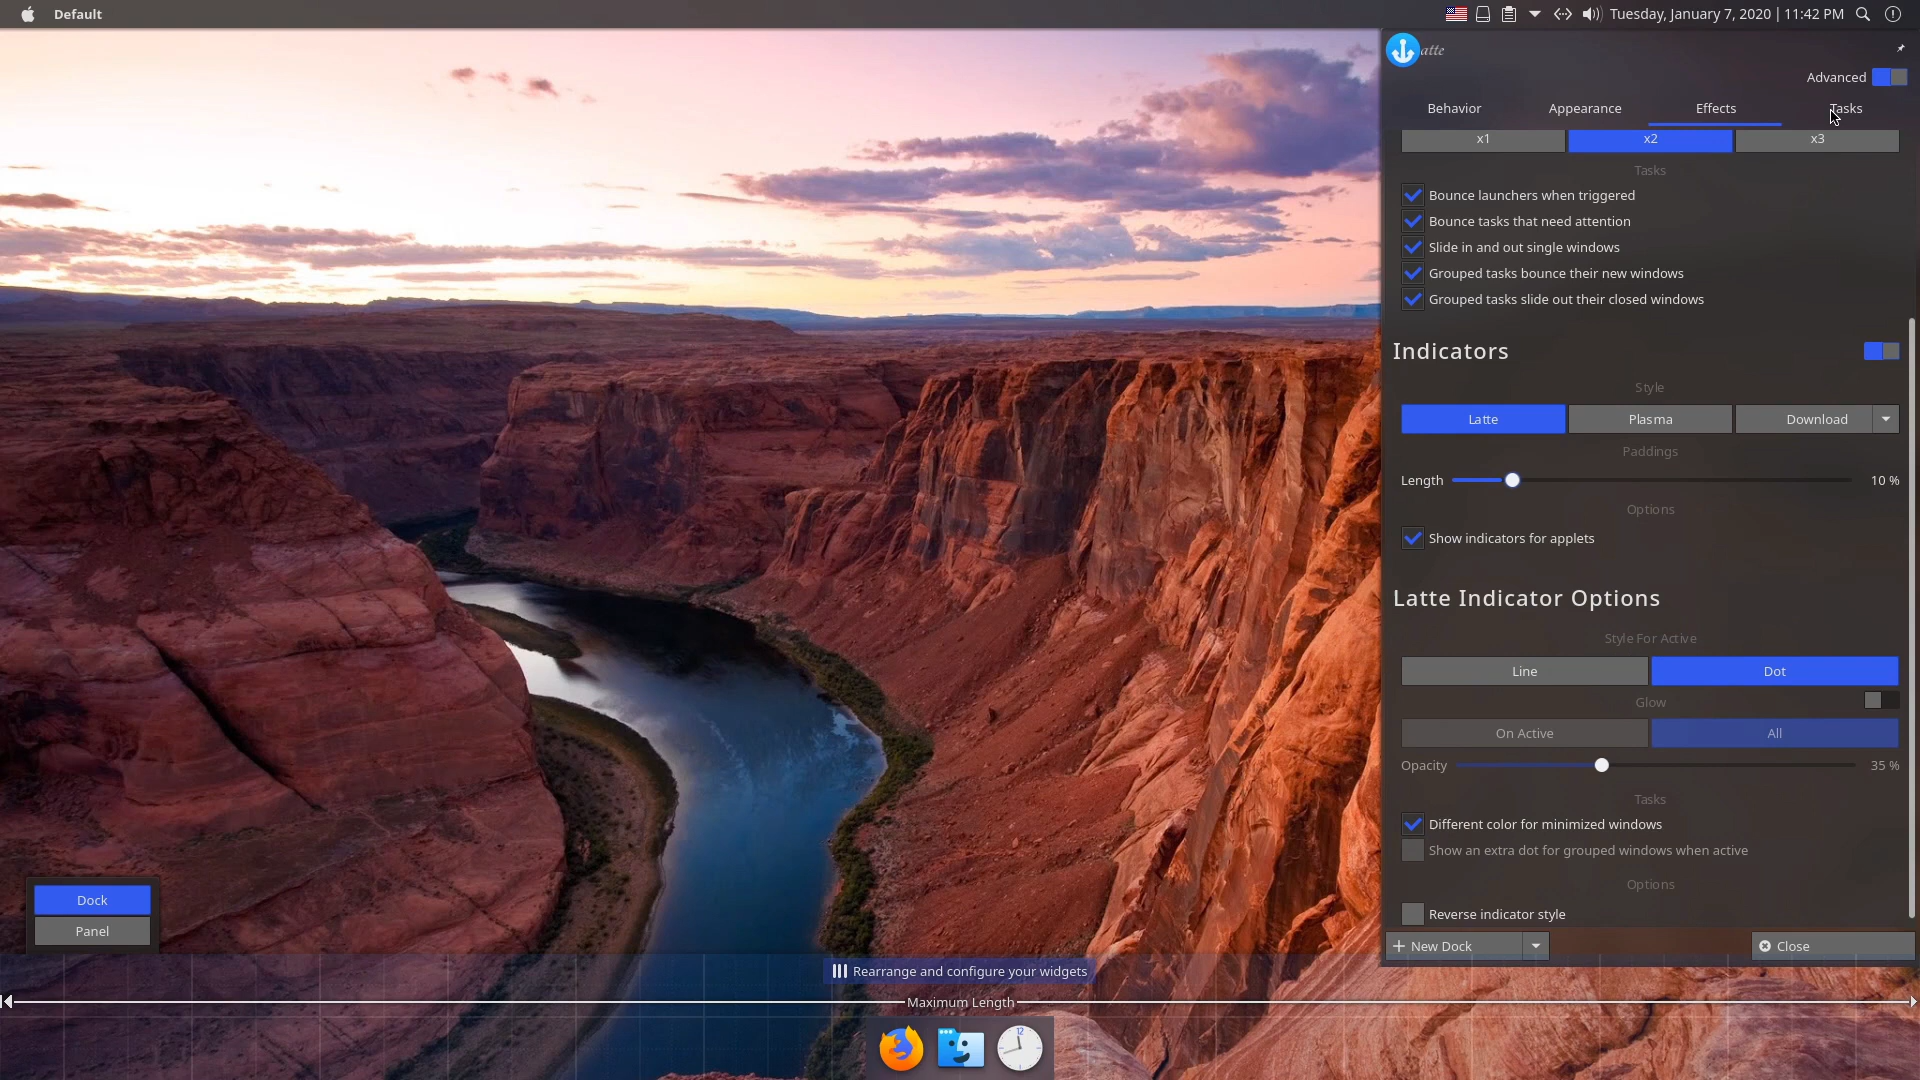 Default
Tuesday, January 7, 2020 | 11:42 PM
atte
Advanced
Behavior Appearance Effects Tasks
x1 x2 x3
Tasks
Bounce launchers when triggered
Bounce tasks that need attention
Slide in and out single windows
Grouped tasks bounce their new windows
Grouped tasks slide out their closed windows
Indicators
Style
Latte Plasma Download
Paddings
Length 10 %
Options
Show indicators for applets
Latte Indicator Options
Style For Active
Line Dot
Glow
On Active All
Opacity 35 %
Tasks
Different color for minimized windows
Show an extra dot for grouped windows when active
Options
Reverse indicator style
New Dock Close
Dock
Panel
Rearrange and configure your widgets
Maximum Length
12